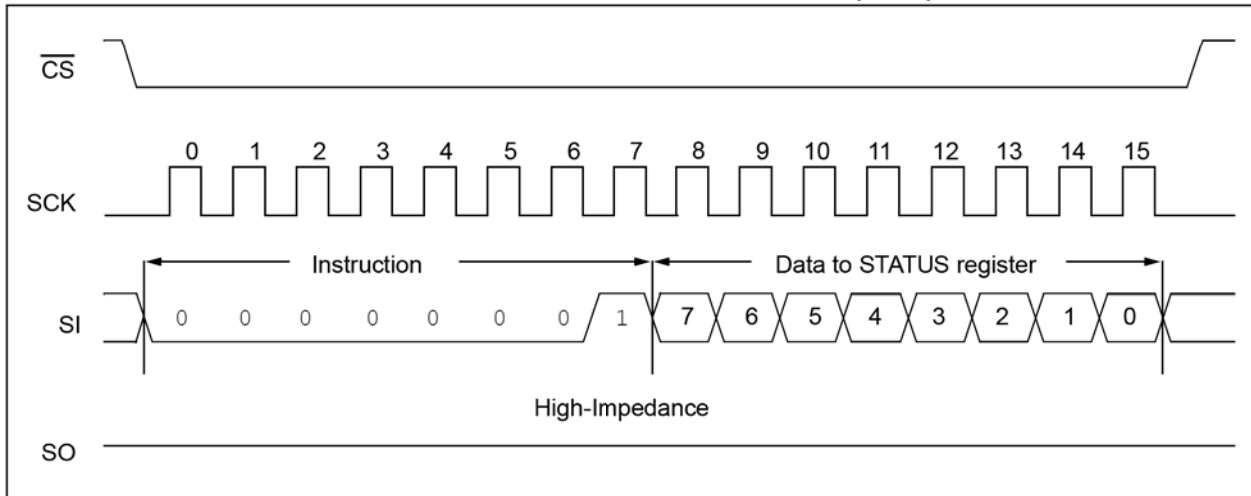 CS
0 1 2 3 4 5 6 7 8 9 10 11 12 13 14 15
SCK
Instruction Data to STATUS register
SI 0 0 0 0 0 0 0 1 7 6 5 4 3 2 1 0
High-Impedance
SO